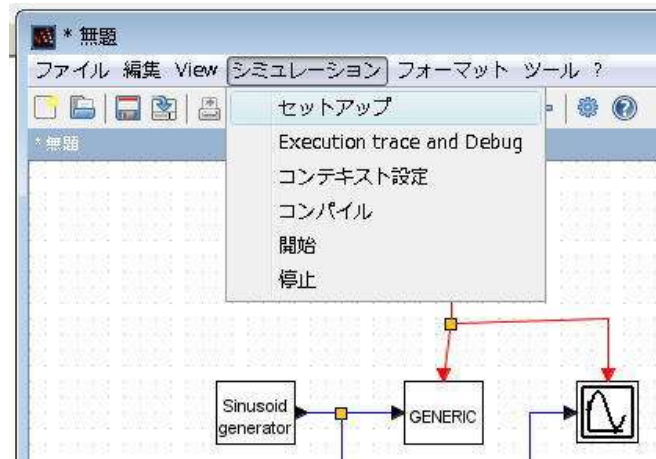 * 無題
ファイル 編集 View シミュレーション フォーマット ツール ?
* 無題
セットアップ
Execution trace and Debug
コンテキスト設定
コンパイル
開始
停止
Sinusoid
generator
GENERIC